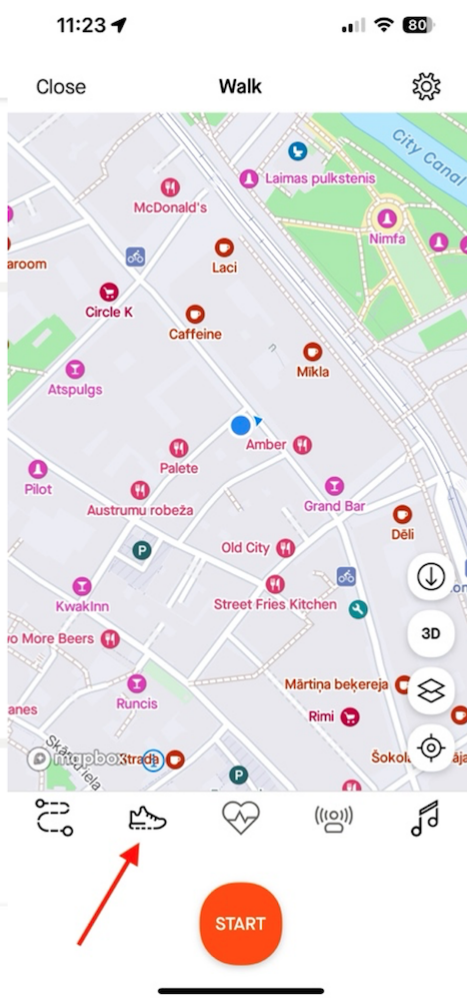 11:23
80
Close
Walk
City Canal
Laimas pulkstenis
McDonald's
Nimfa
aroom
Laci
Circle K
Caffeine
Mīkla
Atspulgs
Amber
Palete
Pilot
Grand Bar
Austrumu robeža
Dēli
P
Old City
KwakInn
Street Fries Kitchen
3D
wo More Beers
Mārtiņa beķereja
Runcis
anes
Rimi
mapbox
Strada
P
START